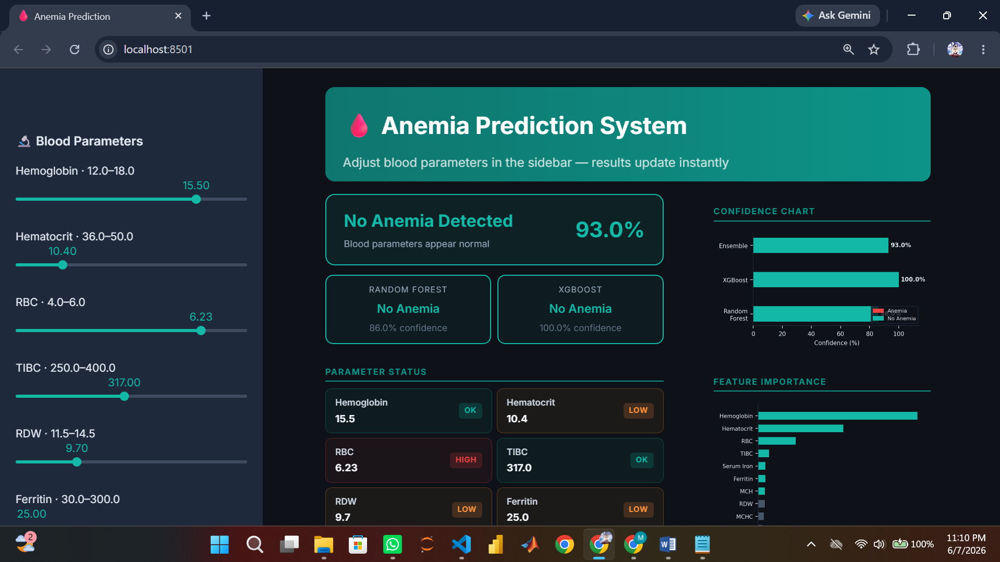 Anemia Prediction
Ask Gemini
localhost:8501
Blood Parameters
Hemoglobin · 12.0–18.0
15.50
Hematocrit · 36.0–50.0
10.40
RBC · 4.0–6.0
6.23
TIBC · 250.0–400.0
317.00
RDW · 11.5–14.5
9.70
Ferritin · 30.0–300.0
25.00
Anemia Prediction System
Adjust blood parameters in the sidebar — results update instantly
No Anemia Detected
Blood parameters appear normal
93.0%
RANDOM FOREST
No Anemia
86.0% confidence
XGBOOST
No Anemia
100.0% confidence
PARAMETER STATUS
Hemoglobin
15.5
OK
Hematocrit
10.4
LOW
RBC
6.23
HIGH
TIBC
317.0
OK
RDW
9.7
LOW
Ferritin
25.0
LOW
CONFIDENCE CHART
Ensemble
93.0%
XGBoost
100.0%
Random
Forest
86.0%
Anemia
No Anemia
0 20 40 60 80 100
Confidence (%)
FEATURE IMPORTANCE
Hemoglobin
Hematocrit
RBC
TIBC
Serum Iron
Ferritin
MCH
RDW
MCHC
2
M
W
100%
11:10 PM
6/7/2026